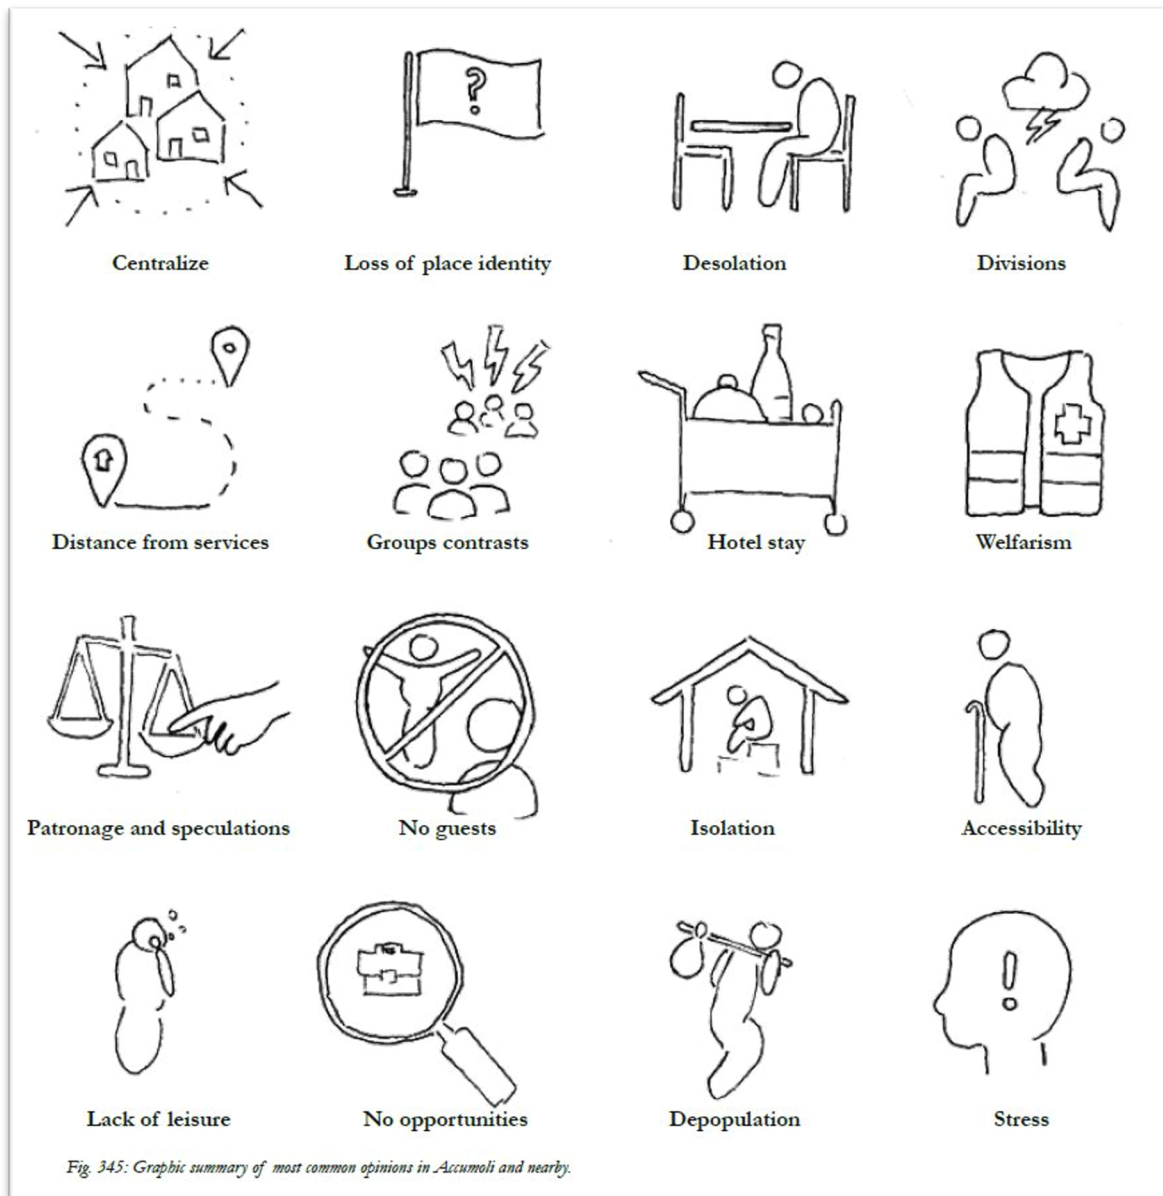 ?
Centralize
Loss of place identity
Desolation
Divisions
Distance from services
Groups contrasts
Hotel stay
Welfarism
Patronage and speculations
No guests
Isolation
Accessibility
!
Lack of leisure
No opportunities
Depopulation
Stress
Fig. 345: Graphic summary of most common opinions in Accumoli and nearby.